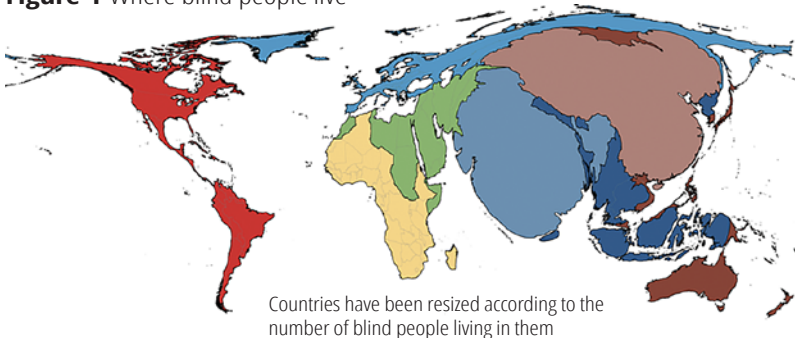 Figure 1 Where blind people live
Countries have been resized according to the
number of blind people living in them